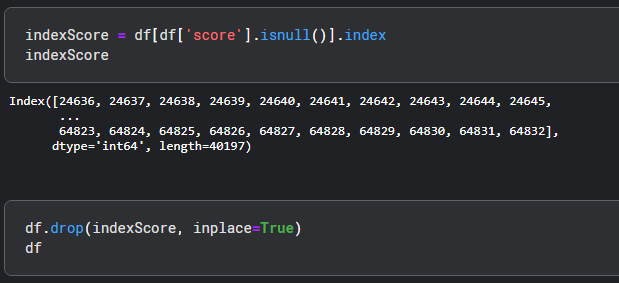 indexScore = df[df['score'].isnull()].index
indexScore
Index([24636, 24637, 24638, 24639, 24640, 24641, 24642, 24643, 24644, 24645,
...
64823, 64824, 64825, 64826, 64827, 64828, 64829, 64830, 64831, 64832],
dtype='int64', length=40197)
df.drop(indexScore, inplace=True)
df